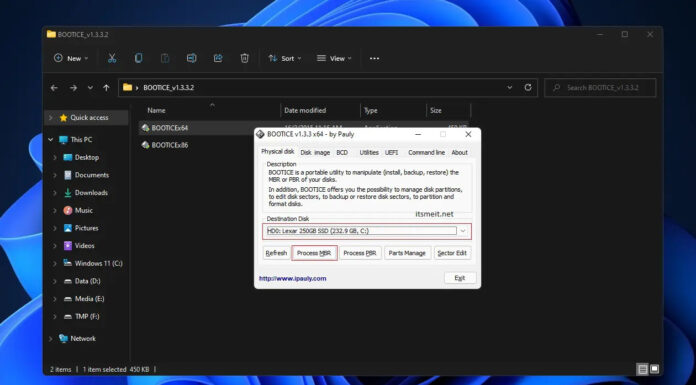 BOOTICE_v1.3.3.2
New
Sort
View
BOOTICE_v1.3.3.2
Search BOOTICE_v1.3.3.2
Name
Date modified
Type
Size
Quick access
This PC
Desktop
Documents
Downloads
Music
Pictures
Videos
Windows 11 (C:)
Data (D:)
Media (E:)
TMP (F:)
Network
BOOTICEx64
BOOTICEx86
BOOTICE v1.3.3 x64 - by Pauly
Physical disk Disk image BCD Utilities UEFI Command line About
Description
BOOTICE is a portable utility to manipulate (install, backup, restore) the
MBR or PBR of your disks.
In addition, BOOTICE offers you the possibility to manage disk partitions,
to edit disk sectors, to backup or restore disk sectors, to partition and
format disks.
itsmeit.net
Destination Disk
HD0: Lexar 250GB SSD (232.9 GB, C:)
Refresh Process MBR Process PBR Parts Manage Sector Edit
http://www.ipauly.com
Exit
2 items 1 item selected 450 KB